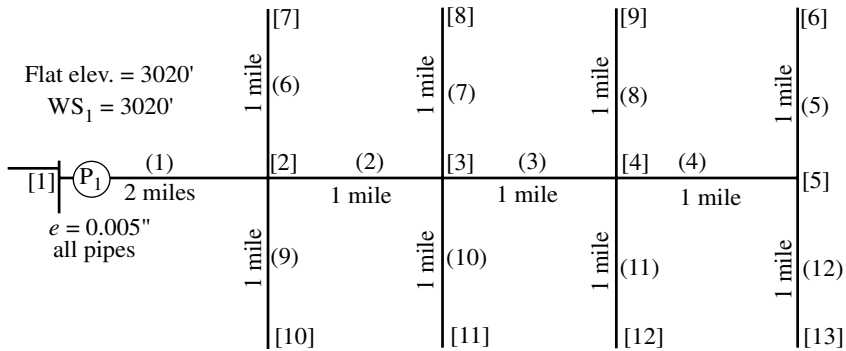 [7] [8] [9] [6]
Flat elev. = 3020'
WS1 = 3020'
1 mile (6) 1 mile (7) 1 mile (8) 1 mile (5)
[1] P1 (1) [2] (2) [3] (3) [4] (4) [5]
2 miles 1 mile 1 mile 1 mile
e = 0.005"
all pipes
1 mile (9) 1 mile (10) 1 mile (11) 1 mile (12)
[10] [11] [12] [13]